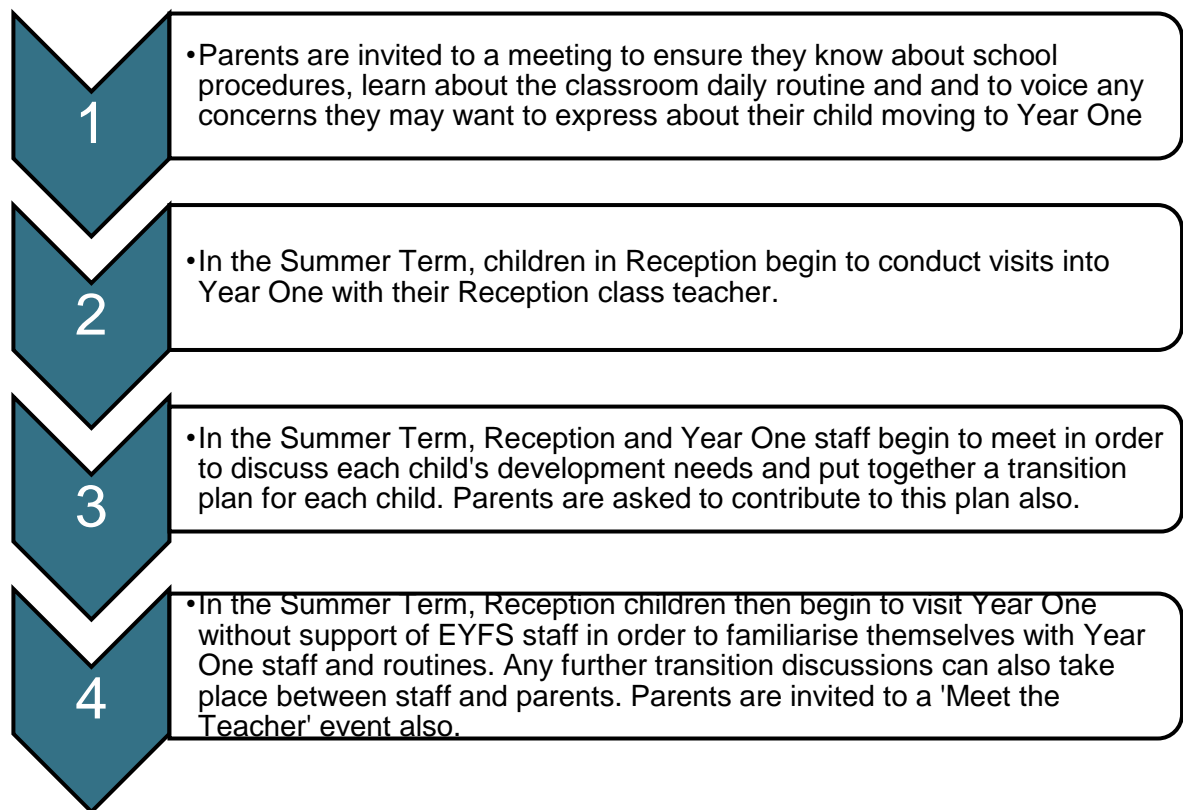 1
•Parents are invited to a meeting to ensure they know about school
procedures, learn about the classroom daily routine and and to voice any
concerns they may want to express about their child moving to Year One
2
•In the Summer Term, children in Reception begin to conduct visits into
Year One with their Reception class teacher.
3
•In the Summer Term, Reception and Year One staff begin to meet in order
to discuss each child's development needs and put together a transition
plan for each child. Parents are asked to contribute to this plan also.
4
•In the Summer Term, Reception children then begin to visit Year One
without support of EYFS staff in order to familiarise themselves with Year
One staff and routines. Any further transition discussions can also take
place between staff and parents. Parents are invited to a 'Meet the
Teacher' event also.